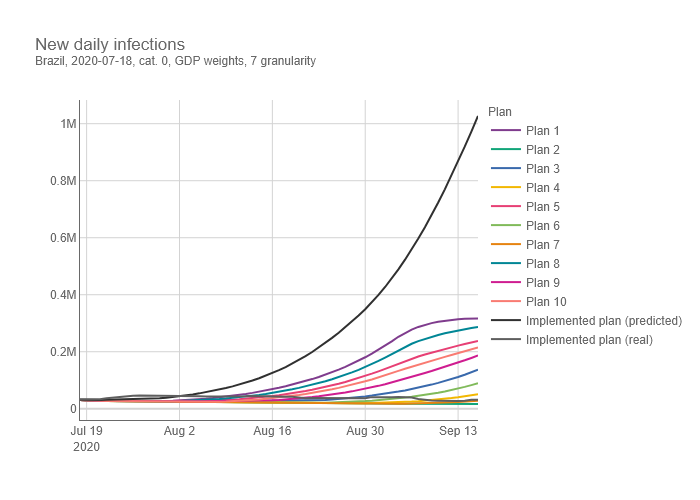 New daily infections
Brazil, 2020-07-18, cat. 0, GDP weights, 7 granularity
1M
0.8M
0.6M
0.4M
0.2M
0
Jul 19
2020
Aug 2
Aug 16
Aug 30
Sep 13
Plan
Plan 1
Plan 2
Plan 3
Plan 4
Plan 5
Plan 6
Plan 7
Plan 8
Plan 9
Plan 10
Implemented plan (predicted)
Implemented plan (real)